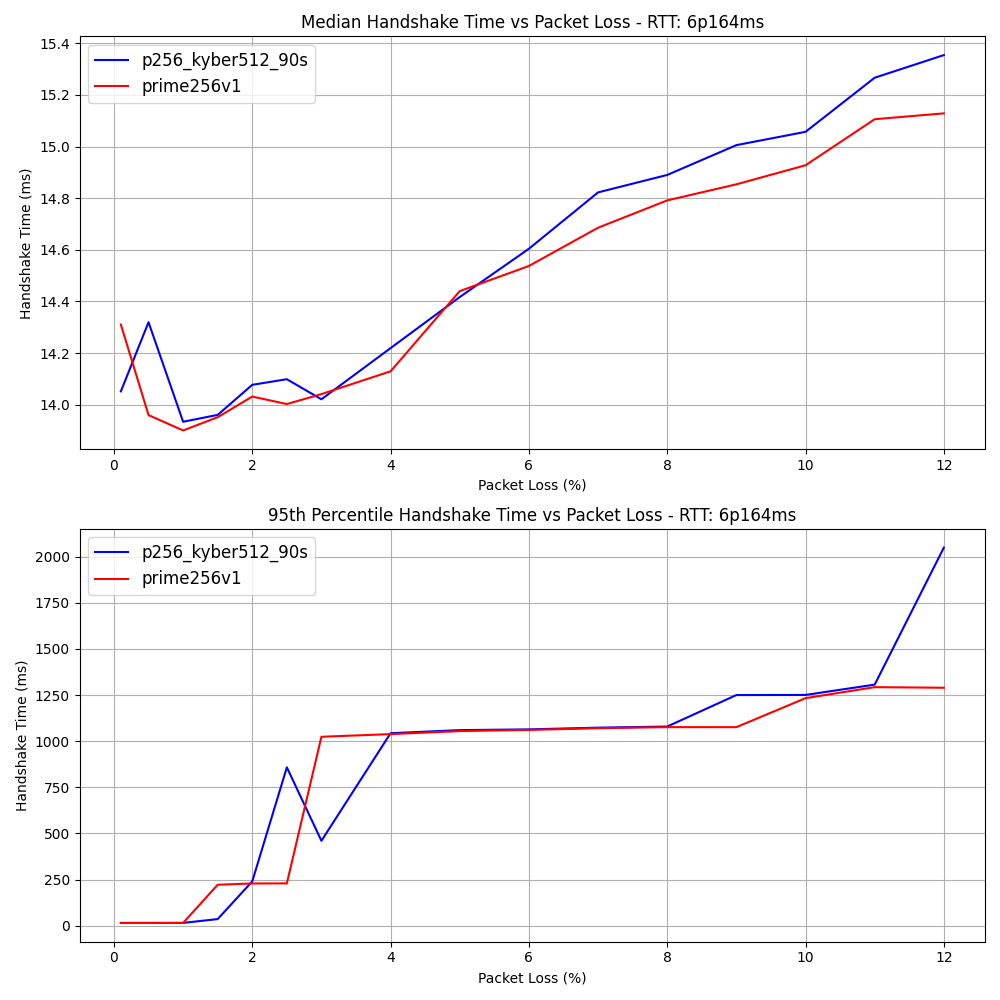 Median Handshake Time vs Packet Loss - RTT: 6p164ms
p256_kyber512_90s
prime256v1
Handshake Time (ms)
15.4
15.2
15.0
14.8
14.6
14.4
14.2
14.0
0 2 4 6 8 10 12
Packet Loss (%)
95th Percentile Handshake Time vs Packet Loss - RTT: 6p164ms
p256_kyber512_90s
prime256v1
Handshake Time (ms)
2000
1750
1500
1250
1000
750
500
250
0
0 2 4 6 8 10 12
Packet Loss (%)